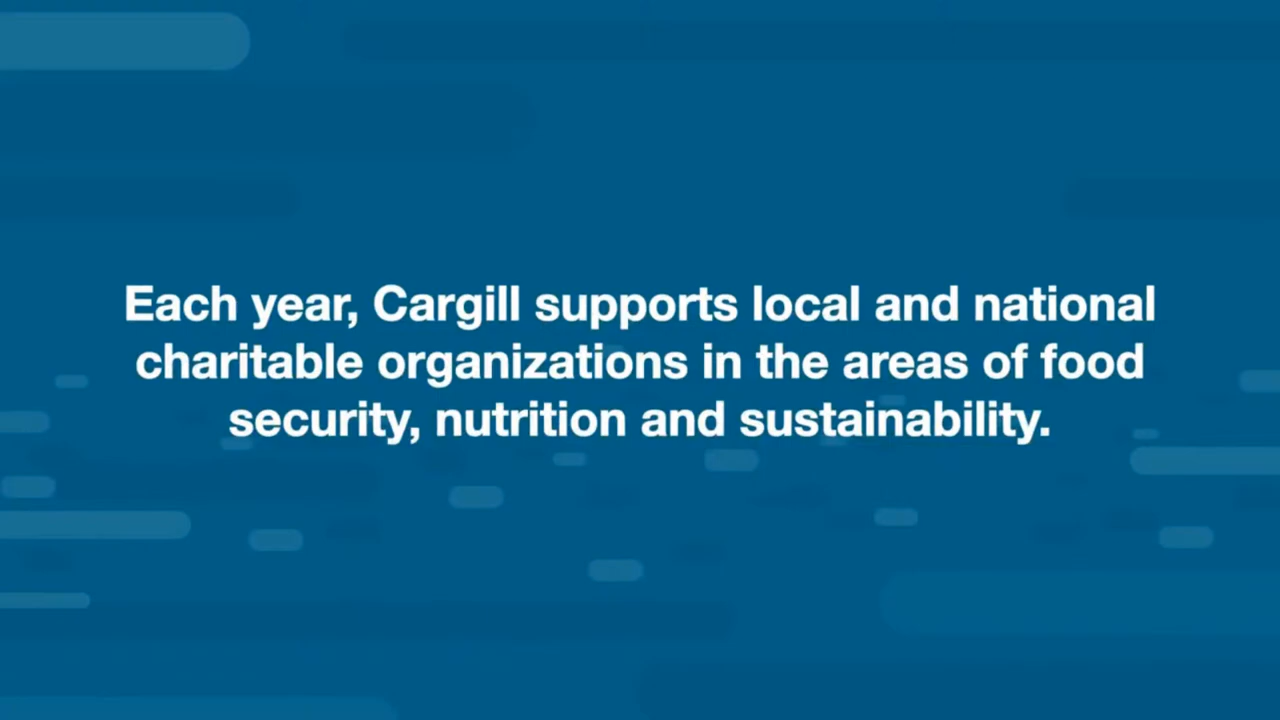 Each year, Cargill supports local and national
charitable organizations in the areas of food
security, nutrition and sustainability.